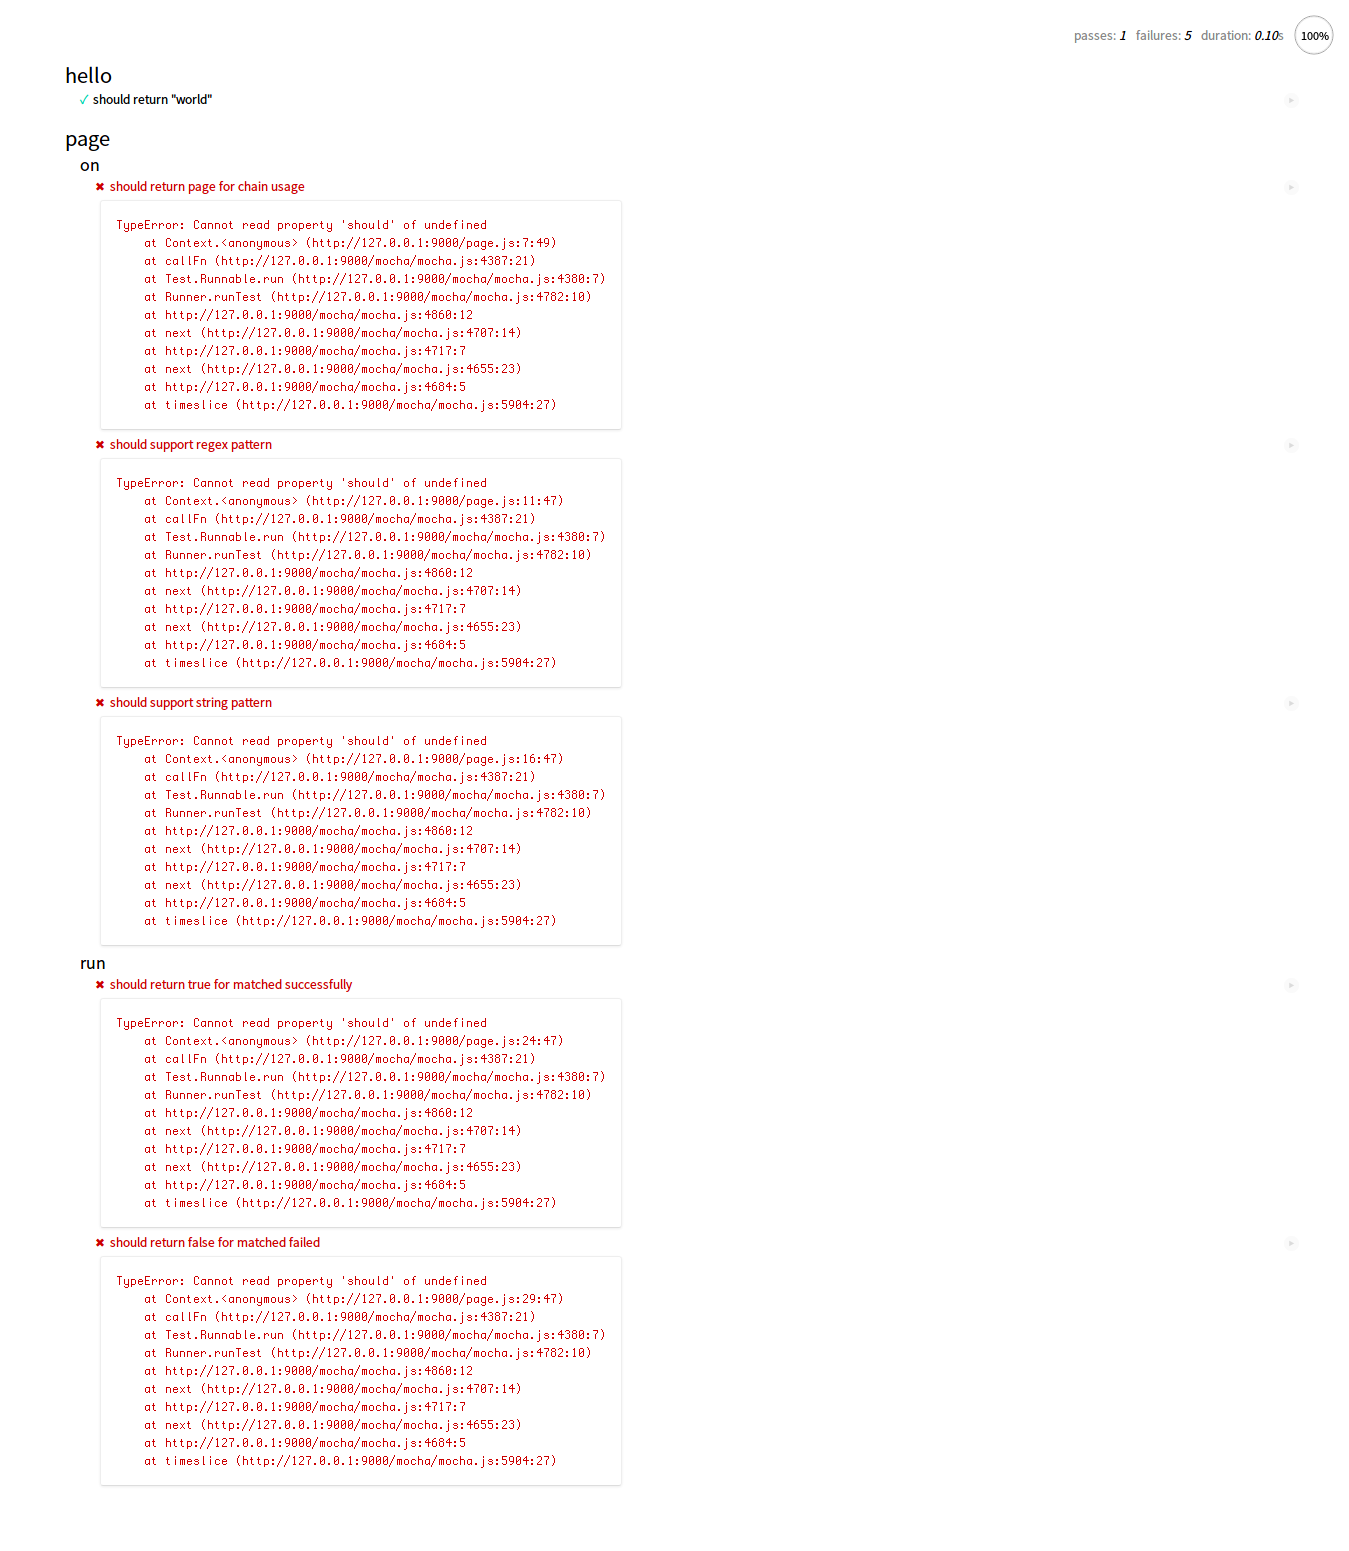 passes: 1 failures: 5 duration: 0.10s 100%
hello
✓ should return "world"
page
on
✖ should return page for chain usage
TypeError: Cannot read property 'should' of undefined
at Context.<anonymous> (http://127.0.0.1:9000/page.js:7:49)
at callFn (http://127.0.0.1:9000/mocha/mocha.js:4387:21)
at Test.Runnable.run (http://127.0.0.1:9000/mocha/mocha.js:4380:7)
at Runner.runTest (http://127.0.0.1:9000/mocha/mocha.js:4782:10)
at http://127.0.0.1:9000/mocha/mocha.js:4860:12
at next (http://127.0.0.1:9000/mocha/mocha.js:4707:14)
at http://127.0.0.1:9000/mocha/mocha.js:4717:7
at next (http://127.0.0.1:9000/mocha/mocha.js:4655:23)
at http://127.0.0.1:9000/mocha/mocha.js:4684:5
at timeslice (http://127.0.0.1:9000/mocha/mocha.js:5904:27)
✖ should support regex pattern
TypeError: Cannot read property 'should' of undefined
at Context.<anonymous> (http://127.0.0.1:9000/page.js:11:47)
at callFn (http://127.0.0.1:9000/mocha/mocha.js:4387:21)
at Test.Runnable.run (http://127.0.0.1:9000/mocha/mocha.js:4380:7)
at Runner.runTest (http://127.0.0.1:9000/mocha/mocha.js:4782:10)
at http://127.0.0.1:9000/mocha/mocha.js:4860:12
at next (http://127.0.0.1:9000/mocha/mocha.js:4707:14)
at http://127.0.0.1:9000/mocha/mocha.js:4717:7
at next (http://127.0.0.1:9000/mocha/mocha.js:4655:23)
at http://127.0.0.1:9000/mocha/mocha.js:4684:5
at timeslice (http://127.0.0.1:9000/mocha/mocha.js:5904:27)
✖ should support string pattern
TypeError: Cannot read property 'should' of undefined
at Context.<anonymous> (http://127.0.0.1:9000/page.js:16:47)
at callFn (http://127.0.0.1:9000/mocha/mocha.js:4387:21)
at Test.Runnable.run (http://127.0.0.1:9000/mocha/mocha.js:4380:7)
at Runner.runTest (http://127.0.0.1:9000/mocha/mocha.js:4782:10)
at http://127.0.0.1:9000/mocha/mocha.js:4860:12
at next (http://127.0.0.1:9000/mocha/mocha.js:4707:14)
at http://127.0.0.1:9000/mocha/mocha.js:4717:7
at next (http://127.0.0.1:9000/mocha/mocha.js:4655:23)
at http://127.0.0.1:9000/mocha/mocha.js:4684:5
at timeslice (http://127.0.0.1:9000/mocha/mocha.js:5904:27)
run
✖ should return true for matched successfully
TypeError: Cannot read property 'should' of undefined
at Context.<anonymous> (http://127.0.0.1:9000/page.js:24:47)
at callFn (http://127.0.0.1:9000/mocha/mocha.js:4387:21)
at Test.Runnable.run (http://127.0.0.1:9000/mocha/mocha.js:4380:7)
at Runner.runTest (http://127.0.0.1:9000/mocha/mocha.js:4782:10)
at http://127.0.0.1:9000/mocha/mocha.js:4860:12
at next (http://127.0.0.1:9000/mocha/mocha.js:4707:14)
at http://127.0.0.1:9000/mocha/mocha.js:4717:7
at next (http://127.0.0.1:9000/mocha/mocha.js:4655:23)
at http://127.0.0.1:9000/mocha/mocha.js:4684:5
at timeslice (http://127.0.0.1:9000/mocha/mocha.js:5904:27)
✖ should return false for matched failed
TypeError: Cannot read property 'should' of undefined
at Context.<anonymous> (http://127.0.0.1:9000/page.js:29:47)
at callFn (http://127.0.0.1:9000/mocha/mocha.js:4387:21)
at Test.Runnable.run (http://127.0.0.1:9000/mocha/mocha.js:4380:7)
at Runner.runTest (http://127.0.0.1:9000/mocha/mocha.js:4782:10)
at http://127.0.0.1:9000/mocha/mocha.js:4860:12
at next (http://127.0.0.1:9000/mocha/mocha.js:4707:14)
at http://127.0.0.1:9000/mocha/mocha.js:4717:7
at next (http://127.0.0.1:9000/mocha/mocha.js:4655:23)
at http://127.0.0.1:9000/mocha/mocha.js:4684:5
at timeslice (http://127.0.0.1:9000/mocha/mocha.js:5904:27)